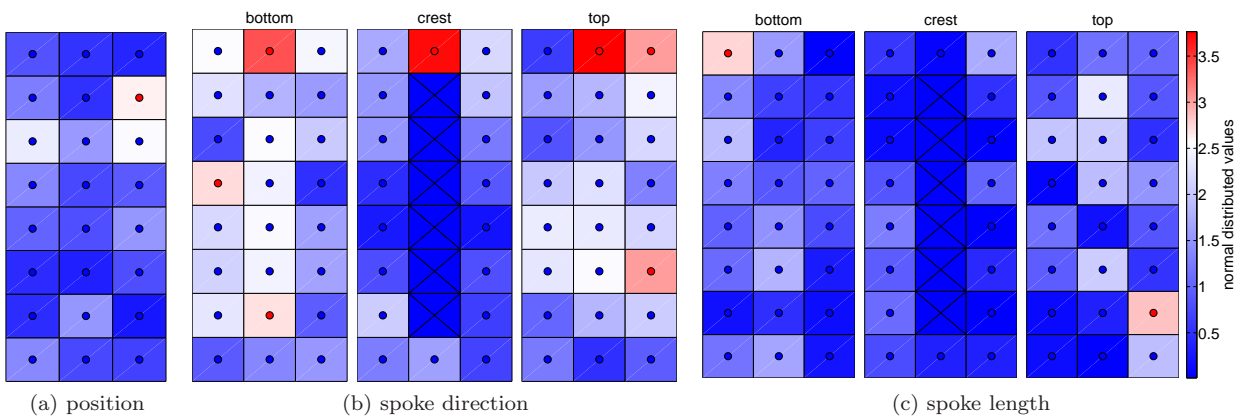 bottom crest top bottom crest top
3.5
3
2.5
2
1.5
1
0.5
normal distributed values
(a) position (b) spoke direction (c) spoke length